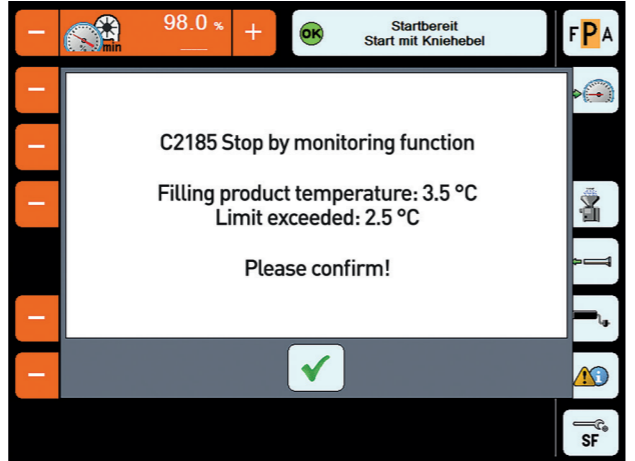 98.0 %
min
OK
Startbereit
Start mit Kniehebel
F P A
C2185 Stop by monitoring function
Filling product temperature: 3.5 °C
Limit exceeded: 2.5 °C
Please confirm!
SF